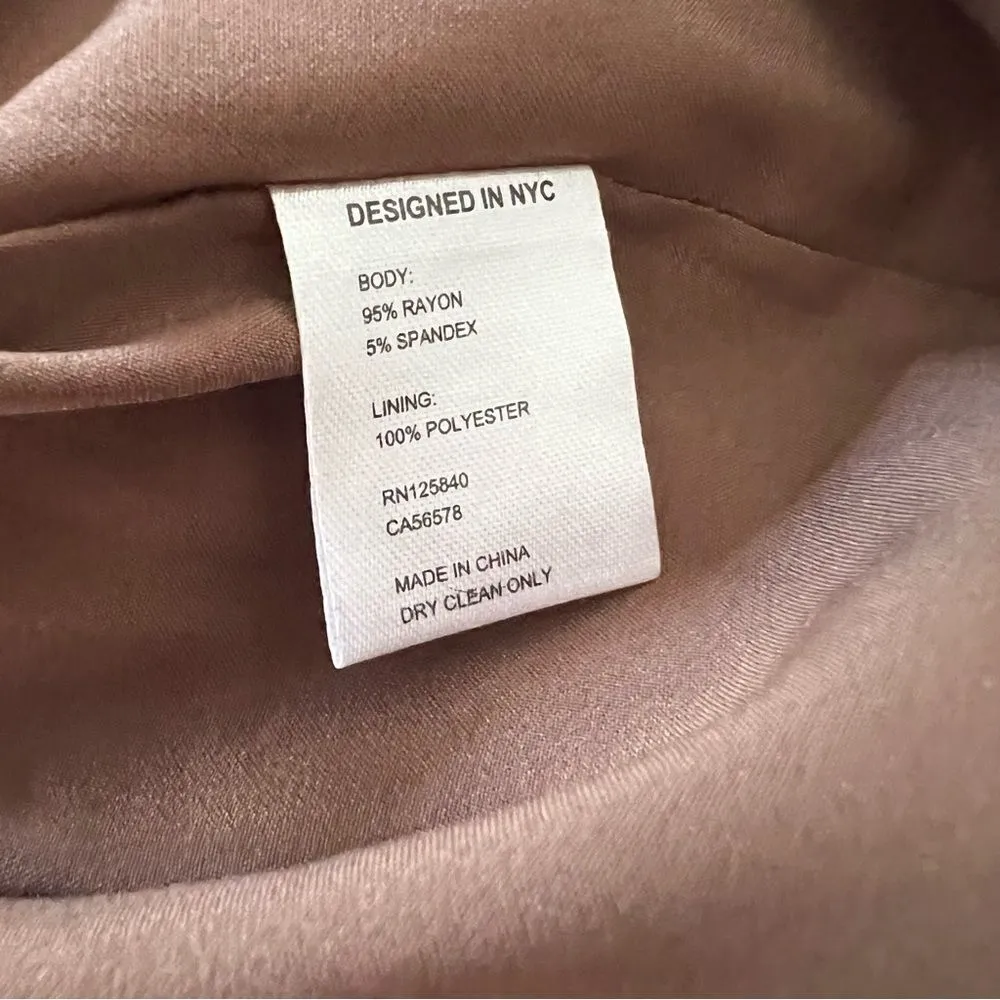 DESIGNED IN NYC
BODY:
95% RAYON
5% SPANDEX
LINING:
100% POLYESTER
RN125840
CA56578
MADE IN CHINA
DRY CLEAN ONLY